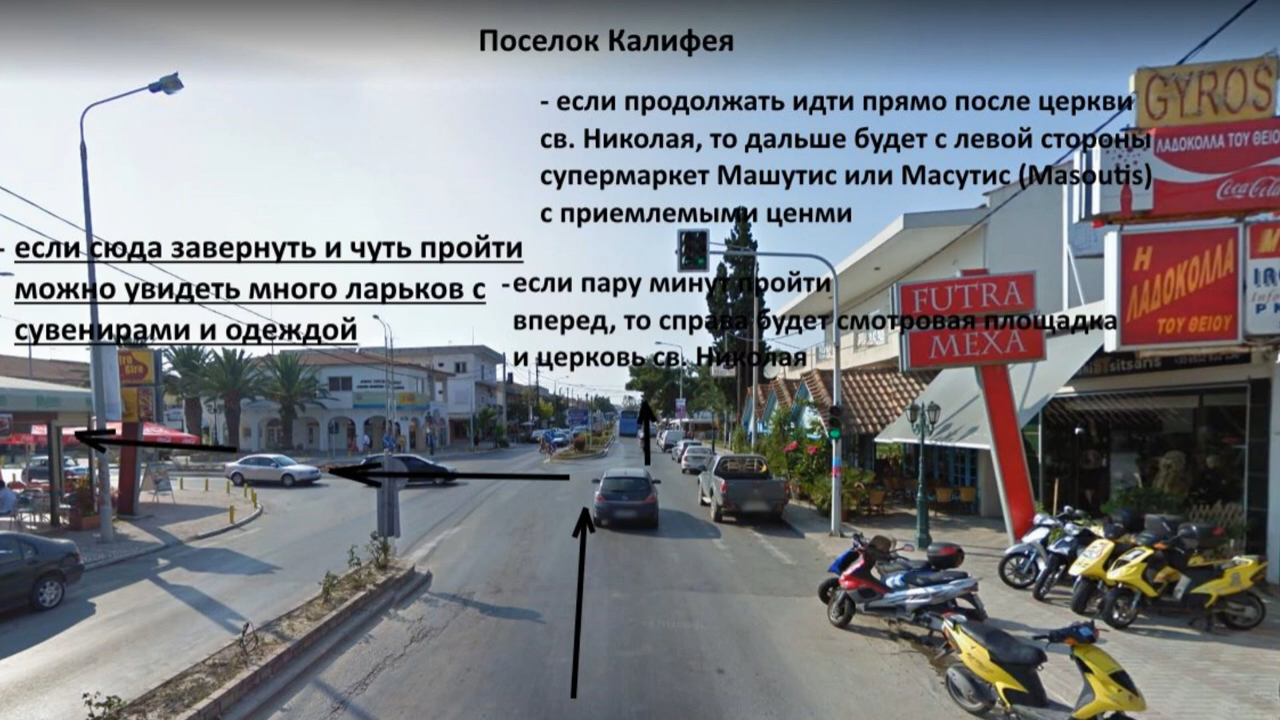 Поселок Калифея
- если продолжать идти прямо после церкви
св. Николая, то дальше будет с левой стороны
супермаркет Машутис или Масутис (Masoutis)
с приемлемыми ценми
- если сюда завернуть и чуть пройти
можно увидеть много ларьков с
сувенирами и одеждой
-если пару минут пройти
вперед, то справа будет смотровая площадка
и церковь св. Николая
GYROS
ΛΑΔΟΚΟΛΛΑ ΤΟΥ ΘΕΙΟ
Coca-Cola
Η
ΛΑΔΟΚΟΛΛΑ
ΤΟΥ ΘΕΙΟΥ
FUTRA
MEXA
itsaris